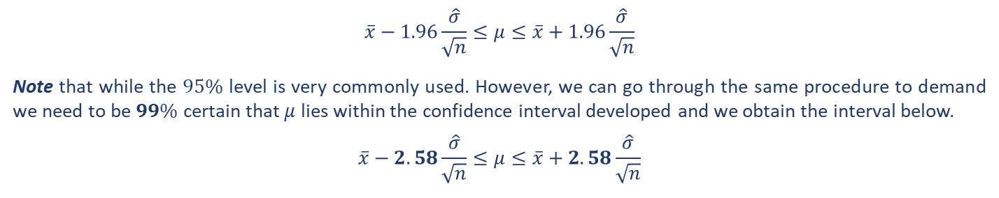 x̄ − 1.96 σ̂/√n ≤ μ ≤ x̄ + 1.96 σ̂/√n
Note that while the 95% level is very commonly used. However, we can go through the same procedure to demand
we need to be 99% certain that μ lies within the confidence interval developed and we obtain the interval below.
x̄ − 2.58 σ̂/√n ≤ μ ≤ x̄ + 2.58 σ̂/√n